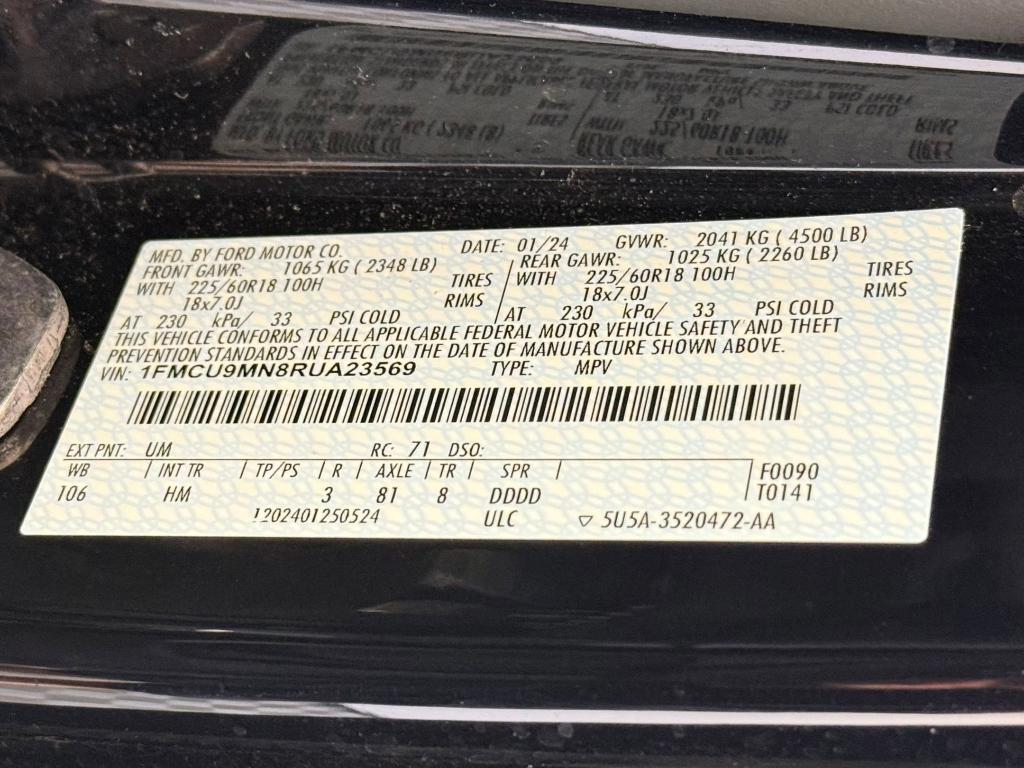 MFD. BY FORD MOTOR CO. DATE: 01/24 GVWR: 2041 KG ( 4500 LB)
FRONT GAWR: 1065 KG ( 2348 LB) REAR GAWR: 1025 KG ( 2260 LB)
WITH 225/60R18 100H TIRES WITH 225/60R18 100H TIRES
18x7.0J RIMS 18x7.0J RIMS
AT 230 kPa/ 33 PSI COLD AT 230 kPa/ 33 PSI COLD
THIS VEHICLE CONFORMS TO ALL APPLICABLE FEDERAL MOTOR VEHICLE SAFETY AND THEFT
PREVENTION STANDARDS IN EFFECT ON THE DATE OF MANUFACTURE SHOWN ABOVE.
VIN: 1FMCU9MN8RUA23569 TYPE: MPV
EXT PNT: UM RC: 71 DSO:
WB INT TR TP/PS R AXLE TR SPR F0090
106 HM 3 81 8 DDDD T0141
1202401250524 ULC ▽ 5U5A-3520472-AA